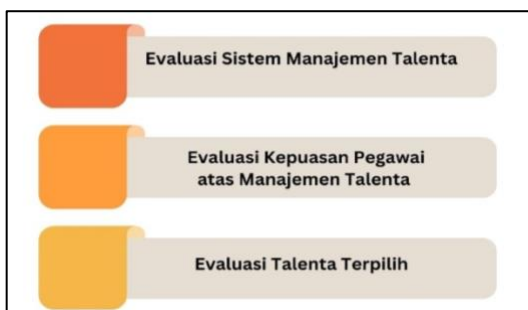 Evaluasi Sistem Manajemen Talenta
Evaluasi Kepuasan Pegawai
atas Manajemen Talenta
Evaluasi Talenta Terpilih